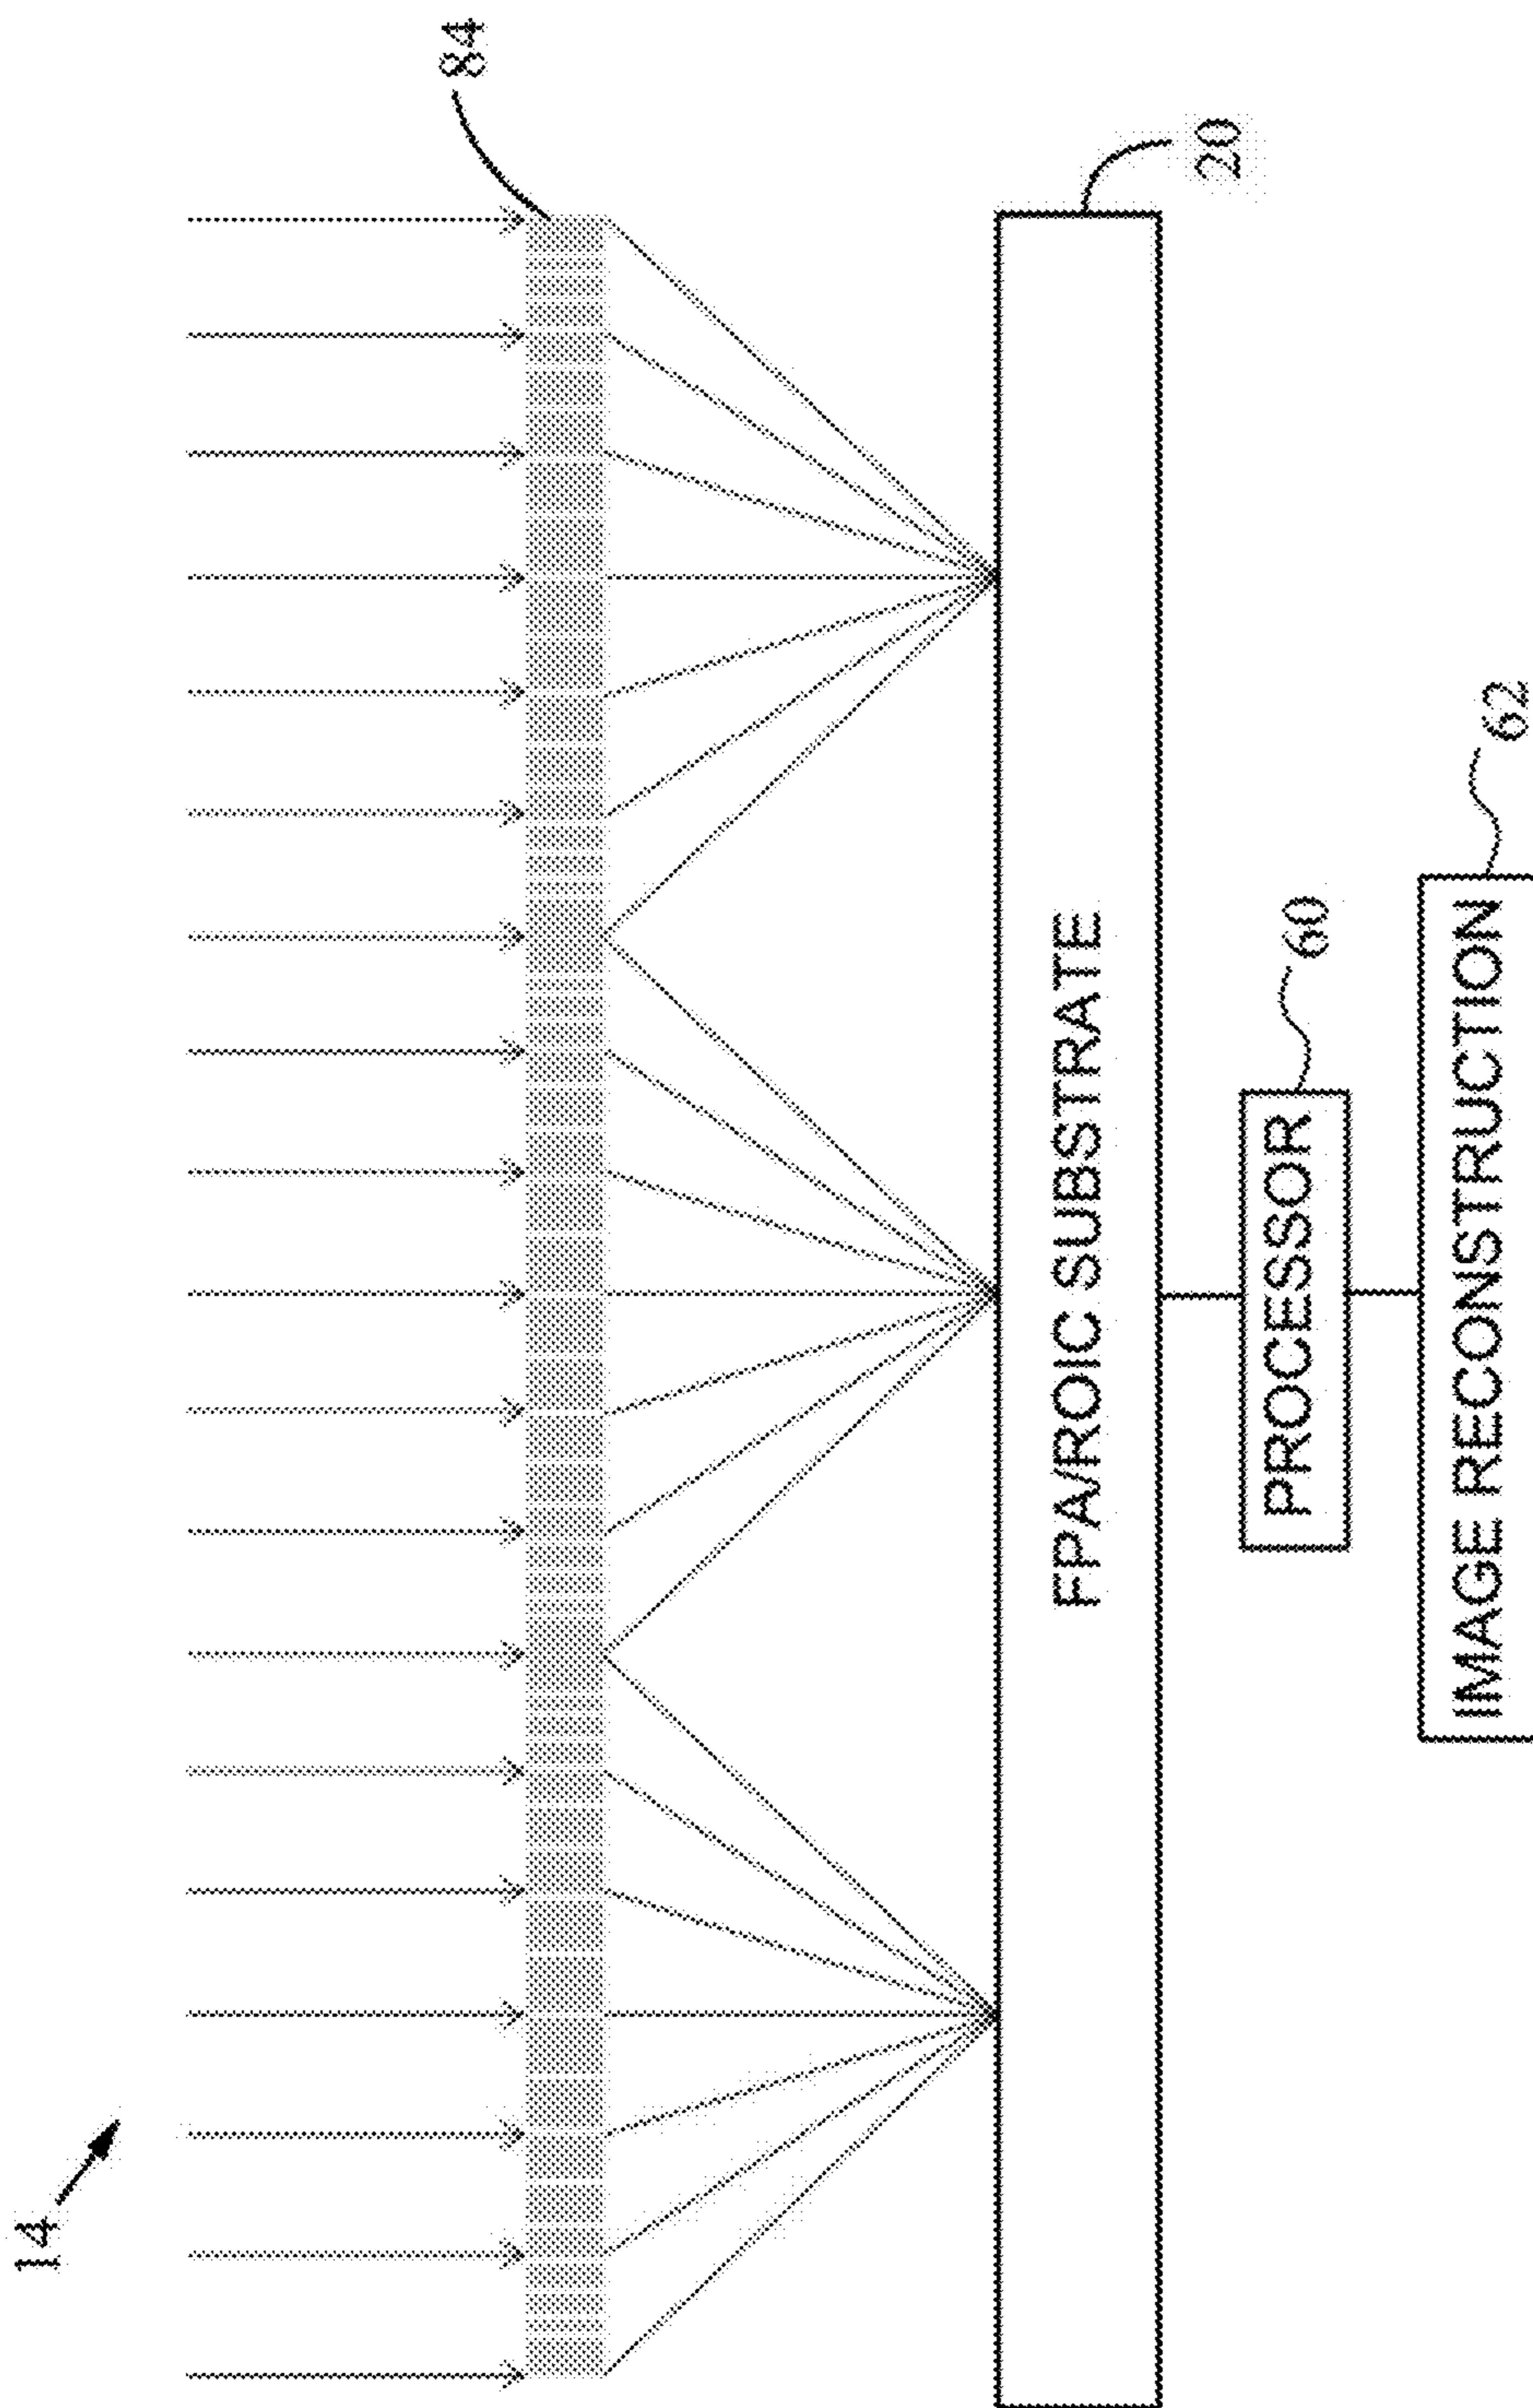 14
84
20
FPA/ROIC SUBSTRATE
60
PROCESSOR
62
IMAGE RECONSTRUCTION